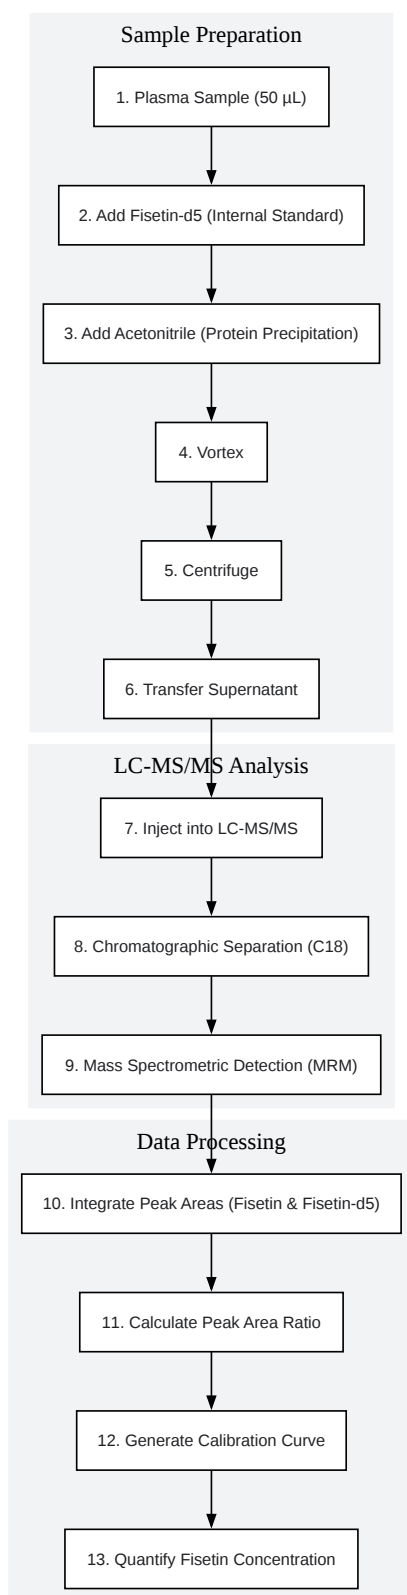 Sample Preparation
1. Plasma Sample (50 µL)
2. Add Fisetin-d5 (Internal Standard)
3. Add Acetonitrile (Protein Precipitation)
4. Vortex
5. Centrifuge
6. Transfer Supernatant
LC-MS/MS Analysis
7. Inject into LC-MS/MS
8. Chromatographic Separation (C18)
9. Mass Spectrometric Detection (MRM)
Data Processing
10. Integrate Peak Areas (Fisetin & Fisetin-d5)
11. Calculate Peak Area Ratio
12. Generate Calibration Curve
13. Quantify Fisetin Concentration